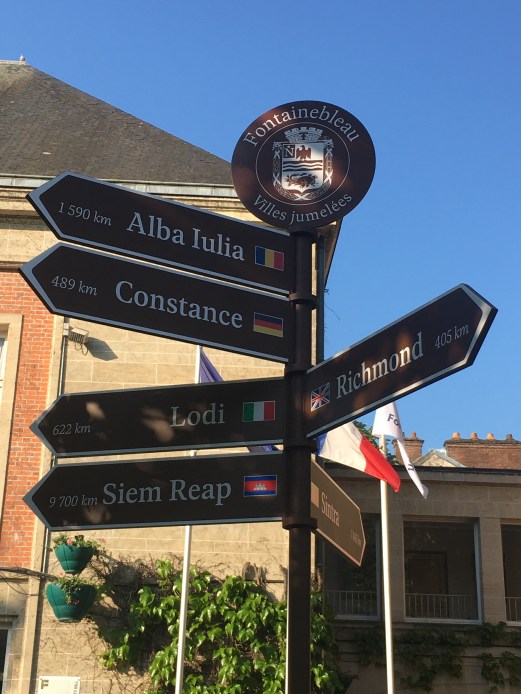 Fontainebleau
N
Villes jumelées
1 590 km Alba Iulia
489 km Constance
Richmond 405 km
622 km Lodi
9 700 km Siem Reap
Sintra